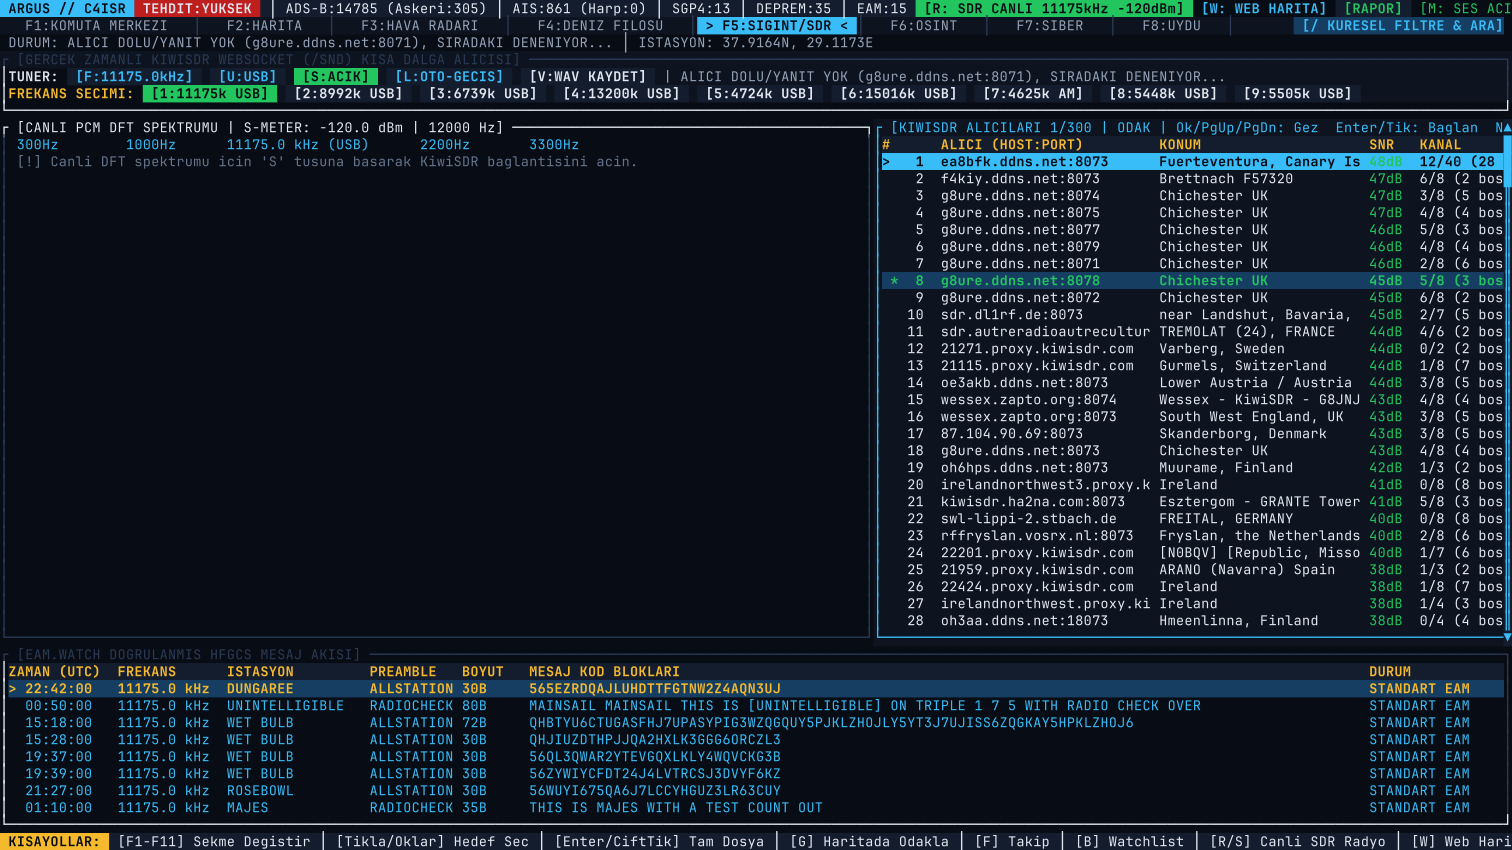 ARGUS // C4ISR TEHDIT:YUKSEK │ ADS-B:14785 (Askeri:305) │ AIS:861 (Harp:0) │ SGP4:13 │ DEPREM:35 │ EAM:15 [R: SDR CANLI 11175kHz -120dBm] [W: WEB HARITA] [RAPOR] [M: SES ACI
F1:KOMUTA MERKEZI │ F2:HARITA │ F3:HAVA RADARI │ F4:DENIZ FILOSU > F5:SIGINT/SDR < │ F6:OSINT │ F7:SIBER │ F8:UYDU [/ KURESEL FILTRE & ARA]
DURUM: ALICI DOLU/YANIT YOK (g8ure.ddns.net:8071), SIRADAKI DENENIYOR... │ ISTASYON: 37.9164N, 29.1173E
[GERCEK ZAMANLI KIWISDR WEBSOCKET (/SND) KISA DALGA ALICISI]
TUNER: [F:11175.0kHz] [U:USB] [S:ACIK] [L:OTO-GECIS] [V:WAV KAYDET] | ALICI DOLU/YANIT YOK (g8ure.ddns.net:8071), SIRADAKI DENENIYOR...
FREKANS SECIMI: [1:11175k USB] [2:8992k USB] [3:6739k USB] [4:13200k USB] [5:4724k USB] [6:15016k USB] [7:4625k AM] [8:5448k USB] [9:5505k USB]
[CANLI PCM DFT SPEKTRUMU | S-METER: -120.0 dBm | 12000 Hz]
300Hz 1000Hz 11175.0 kHz (USB) 2200Hz 3300Hz
[!] Canli DFT spektrumu icin 'S' tusuna basarak KiwiSDR baglantisini acin.
[KIWISDR ALICILARI 1/300 | ODAK | Ok/PgUp/PgDn: Gez Enter/Tik: Baglan N
# ALICI (HOST:PORT) KONUM SNR KANAL
> 1 ea8bfk.ddns.net:8073 Fuerteventura, Canary Is 48dB 12/40 (28
2 f4kiy.ddns.net:8073 Brettnach F57320 47dB 6/8 (2 bos
3 g8ure.ddns.net:8074 Chichester UK 47dB 3/8 (5 bos
4 g8ure.ddns.net:8075 Chichester UK 47dB 4/8 (4 bos
5 g8ure.ddns.net:8077 Chichester UK 46dB 5/8 (3 bos
6 g8ure.ddns.net:8079 Chichester UK 46dB 4/8 (4 bos
7 g8ure.ddns.net:8071 Chichester UK 46dB 2/8 (6 bos
* 8 g8ure.ddns.net:8078 Chichester UK 45dB 5/8 (3 bos
9 g8ure.ddns.net:8072 Chichester UK 45dB 6/8 (2 bos
10 sdr.dl1rf.de:8073 near Landshut, Bavaria, 45dB 2/7 (5 bos
11 sdr.autreradioautrecultur TREMOLAT (24), FRANCE 44dB 4/6 (2 bos
12 21271.proxy.kiwisdr.com Varberg, Sweden 44dB 0/2 (2 bos
13 21115.proxy.kiwisdr.com Gurmels, Switzerland 44dB 1/8 (7 bos
14 oe3akb.ddns.net:8073 Lower Austria / Austria 44dB 3/8 (5 bos
15 wessex.zapto.org:8074 Wessex - KiwiSDR - G8JNJ 43dB 4/8 (4 bos
16 wessex.zapto.org:8073 South West England, UK 43dB 3/8 (5 bos
17 87.104.90.69:8073 Skanderborg, Denmark 43dB 3/8 (5 bos
18 g8ure.ddns.net:8073 Chichester UK 43dB 4/8 (4 bos
19 oh6hps.ddns.net:8073 Muurame, Finland 42dB 1/3 (2 bos
20 irelandnorthwest3.proxy.k Ireland 41dB 0/8 (8 bos
21 kiwisdr.ha2na.com:8073 Esztergom - GRANTE Tower 41dB 5/8 (3 bos
22 swl-lippi-2.stbach.de FREITAL, GERMANY 40dB 0/8 (8 bos
23 rffryslan.vosrx.nl:8073 Fryslan, the Netherlands 40dB 2/8 (6 bos
24 22201.proxy.kiwisdr.com [N0BQV] [Republic, Misso 40dB 1/7 (6 bos
25 21959.proxy.kiwisdr.com ARANO (Navarra) Spain 38dB 1/3 (2 bos
26 22424.proxy.kiwisdr.com Ireland 38dB 1/8 (7 bos
27 irelandnorthwest.proxy.ki Ireland 38dB 1/4 (3 bos
28 oh3aa.ddns.net:18073 Hmeenlinna, Finland 38dB 0/4 (4 bos
[EAM.WATCH DOGRULANMIS HFGCS MESAJ AKISI]
ZAMAN (UTC) FREKANS ISTASYON PREAMBLE BOYUT MESAJ KOD BLOKLARI DURUM
> 22:42:00 11175.0 kHz DUNGAREE ALLSTATION 30B 565EZRDQAJLUHDTTFGTNW2Z4AQN3UJ STANDART EAM
00:50:00 11175.0 kHz UNINTELLIGIBLE RADIOCHECK 80B MAINSAIL MAINSAIL THIS IS [UNINTELLIGIBLE] ON TRIPLE 1 7 5 WITH RADIO CHECK OVER STANDART EAM
15:18:00 11175.0 kHz WET BULB ALLSTATION 72B QHBTYU6CTUGASFHJ7UPASYPIG3WZQGQUY5PJKLZHOJLY5YT3J7UJISS6ZQGKAY5HPKLZHOJ6 STANDART EAM
15:28:00 11175.0 kHz WET BULB ALLSTATION 30B QHJIUZDTHPJJQA2HXLK3GGG6ORCZL3 STANDART EAM
19:37:00 11175.0 kHz WET BULB ALLSTATION 30B 56QL3QWAR2YTEVGQXLKLY4WQVCKG3B STANDART EAM
19:39:00 11175.0 kHz WET BULB ALLSTATION 30B 56ZYWIYCFDT24J4LVTRCSJ3DVYF6KZ STANDART EAM
21:27:00 11175.0 kHz ROSEBOWL ALLSTATION 30B 56WUYI675QA6J7LCCYHGUZ3LR63CUY STANDART EAM
01:10:00 11175.0 kHz MAJES RADIOCHECK 35B THIS IS MAJES WITH A TEST COUNT OUT STANDART EAM
KISAYOLLAR: [F1-F11] Sekme Degistir │ [Tikla/Oklar] Hedef Sec │ [Enter/CiftTik] Tam Dosya │ [G] Haritada Odakla │ [F] Takip │ [B] Watchlist │ [R/S] Canli SDR Radyo │ [W] Web Hari